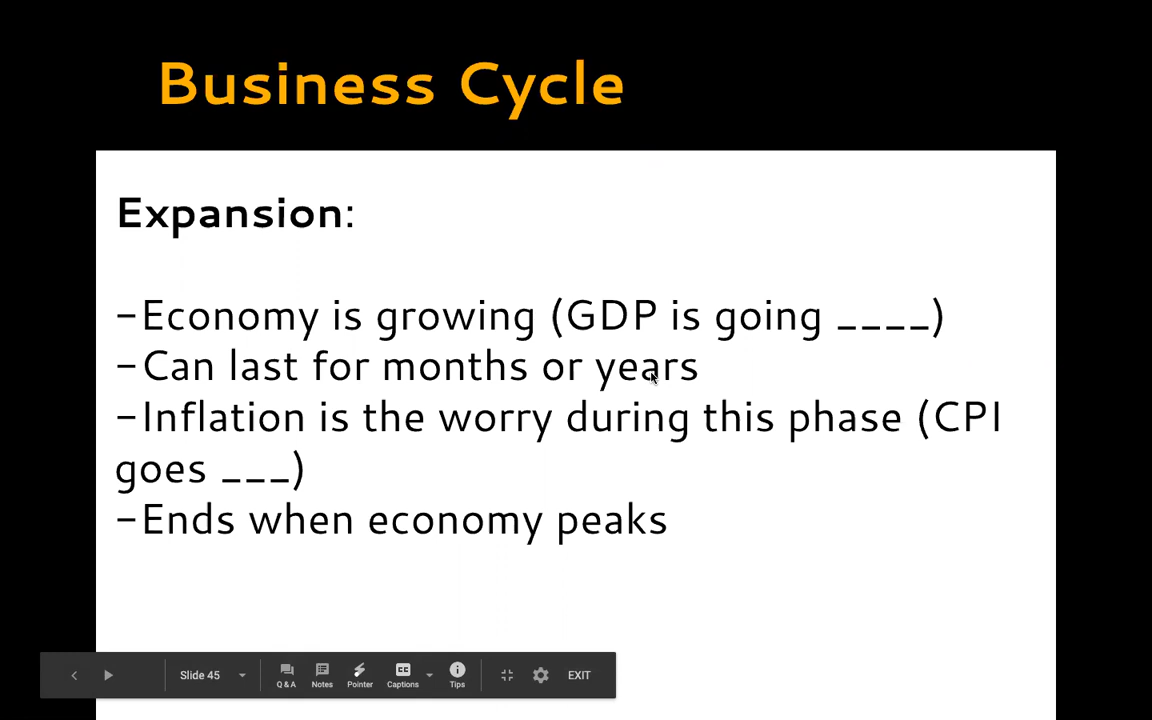 Business Cycle
Expansion:
-Economy is growing (GDP is going ____)
-Can last for months or years
-Inflation is the worry during this phase (CPI
goes ___)
-Ends when economy peaks
Slide 45
Q & A Notes Pointer Captions Tips EXIT